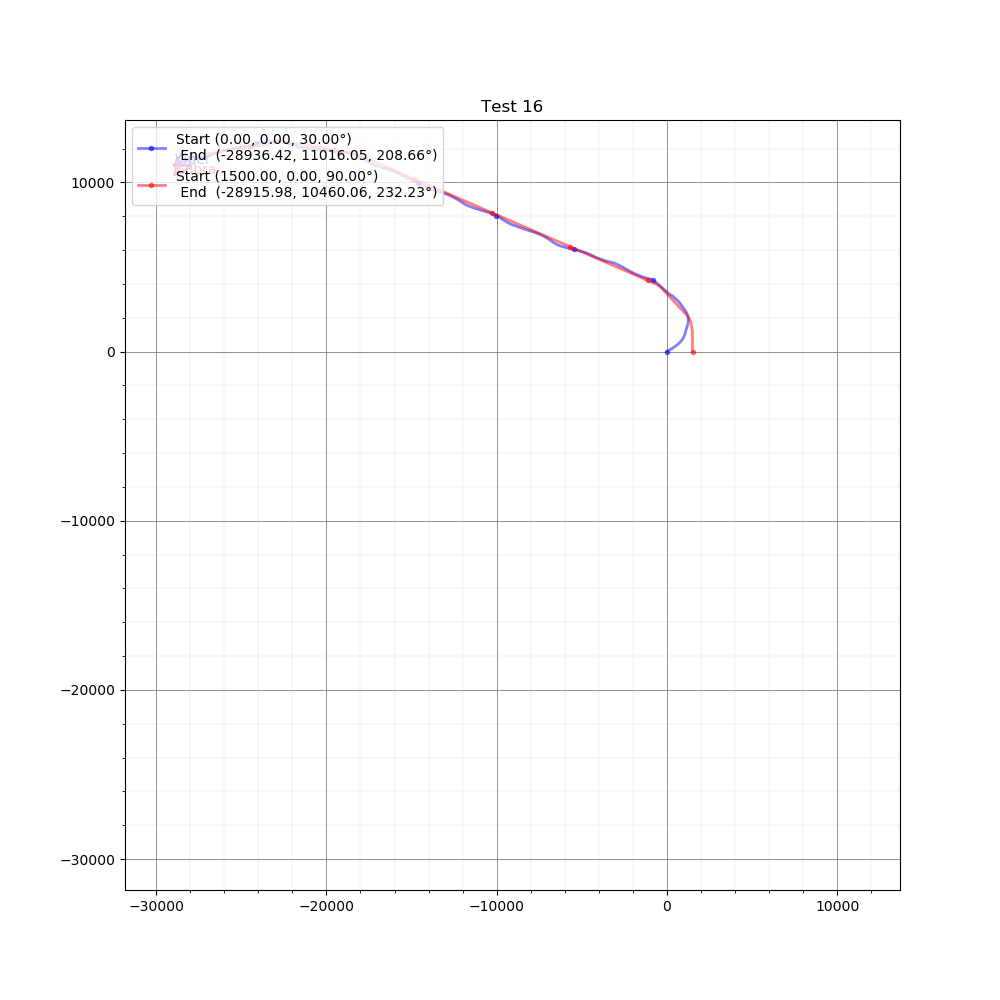 Test 16
Start (0.00, 0.00, 30.00°)
End (-28936.42, 11016.05, 208.66°)
Start (1500.00, 0.00, 90.00°)
End (-28915.98, 10460.06, 232.23°)
10000
0
−10000
−20000
−30000
−30000
−20000
−10000
0
10000